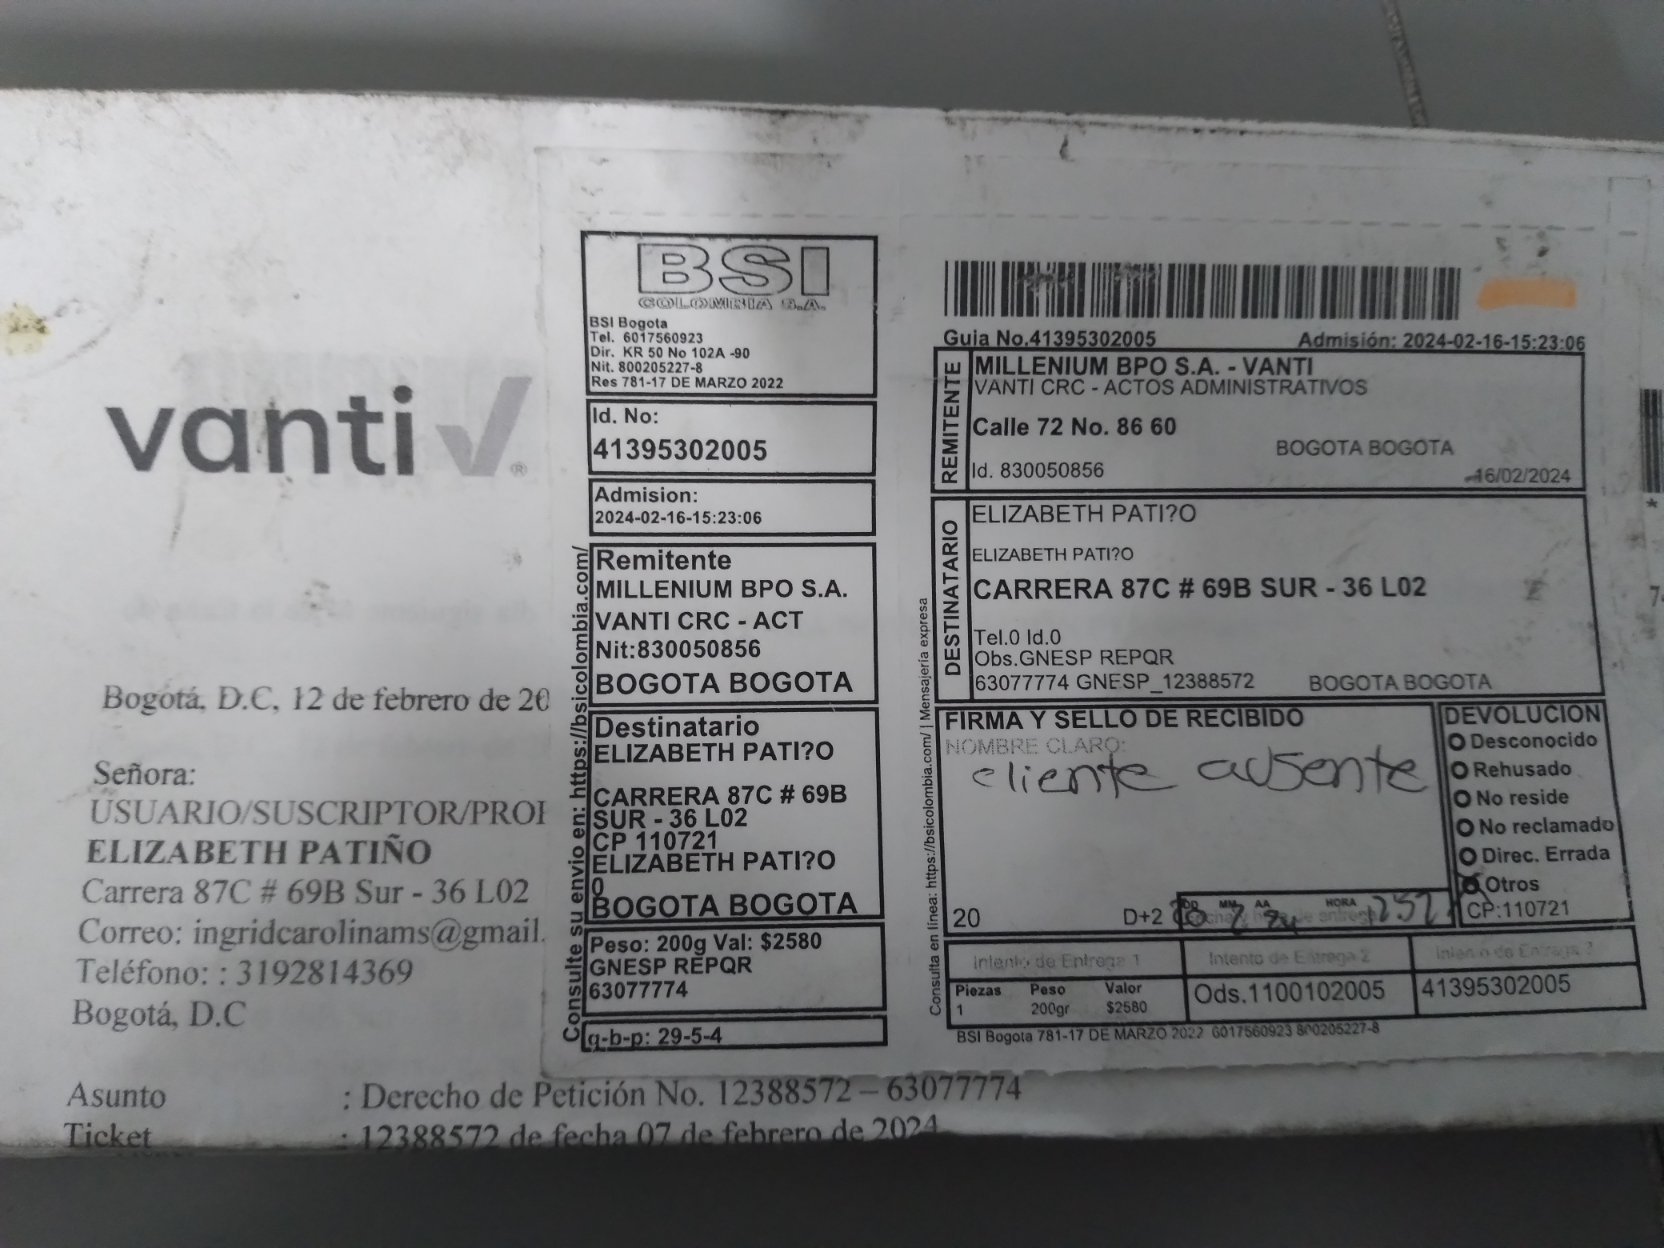 vanti
®
Bogotá, D.C, 12 de febrero de 20
Señora:
USUARIO/SUSCRIPTOR/PROP
ELIZABETH PATIÑO
Carrera 87C # 69B Sur - 36 L02
Correo: ingridcarolinams@gmail.
Teléfono: : 3192814369
Bogotá, D.C
Asunto : Derecho de Petición No. 12388572 – 63077774
Ticket : 12388572 de fecha 07 de febrero de 2024
Consulte su envio en: https://bsicolombia.com/
BSI
COLOMBIA S.A.
BSI Bogota
Tel. 6017560923
Dir. KR 50 No 102A -90
Nit. 800205227-8
Res 781-17 DE MARZO 2022
Id. No:
41395302005
Admision:
2024-02-16-15:23:06
Remitente
MILLENIUM BPO S.A.
VANTI CRC - ACT
Nit:830050856
BOGOTA BOGOTA
Destinatario
ELIZABETH PATI?O
CARRERA 87C # 69B
SUR - 36 L02
CP 110721
ELIZABETH PATI?O
0
BOGOTA BOGOTA
Peso: 200g Val: $2580
GNESP REPQR
63077774
q-b-p: 29-5-4
Consulta en linea: https://bsicolombia.com/ | Mensajeria expresa
Guia No.41395302005 Admisión: 2024-02-16-15:23:06
REMITENTE
MILLENIUM BPO S.A. - VANTI
VANTI CRC - ACTOS ADMINISTRATIVOS
Calle 72 No. 86 60
BOGOTA BOGOTA
Id. 830050856
16/02/2024
DESTINATARIO
ELIZABETH PATI?O
ELIZABETH PATI?O
CARRERA 87C # 69B SUR - 36 L02
Tel.0 Id.0
Obs.GNESP REPQR
63077774 GNESP_12388572 BOGOTA BOGOTA
FIRMA Y SELLO DE RECIBIDO
NOMBRE CLARO:
cliente ausente
20 D+2
DD MM AA HORA
DEVOLUCION
Desconocido
Rehusado
No reside
No reclamado
Direc. Errada
Otros
CP:110721
Intento de Entrega 1
Intento de Entrega 2
Intento de Entrega
Piezas Peso Valor
1 200gr $2580
Ods.1100102005
41395302005
BSI Bogota 781-17 DE MARZO 2022 6017560923 800205227-8